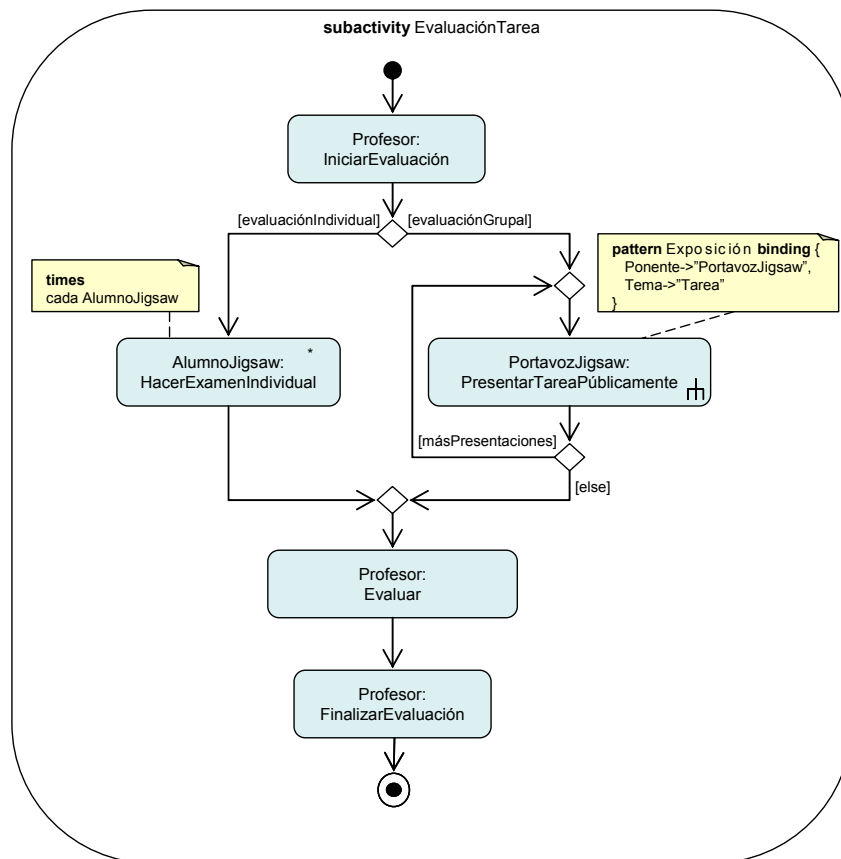 subactivity EvaluaciónTarea
Profesor:
IniciarEvaluación
[evaluaciónIndividual]
[evaluaciónGrupal]
pattern Exposición binding {
Ponente->”PortavozJigsaw”,
Tema->”Tarea”
}
times
cada AlumnoJigsaw
AlumnoJigsaw:
*
HacerExamenIndividual
PortavozJigsaw:
PresentarTareaPúblicamente
[másPresentaciones]
[else]
Profesor:
Evaluar
Profesor:
FinalizarEvaluación